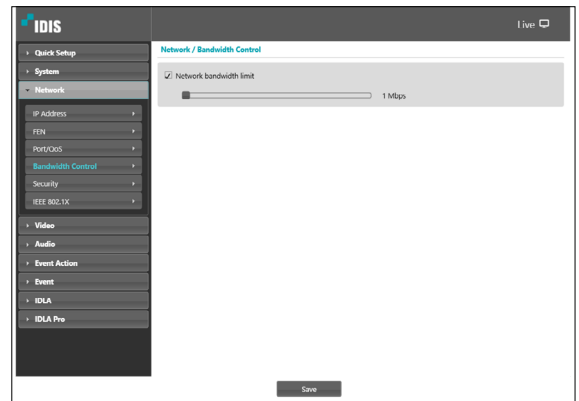 IDIS
Live
Quick Setup
System
Network
IP Address
FEN
Port/QoS
Bandwidth Control
Security
IEEE 802.1X
Video
Audio
Event Action
Event
IDLA
IDLA Pro
Network / Bandwidth Control
Network bandwidth limit
1 Mbps
Save